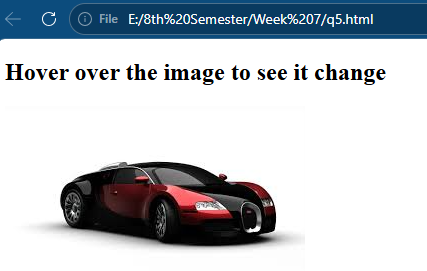 File E:/8th%20Semester/Week%207/q5.html
Hover over the image to see it change